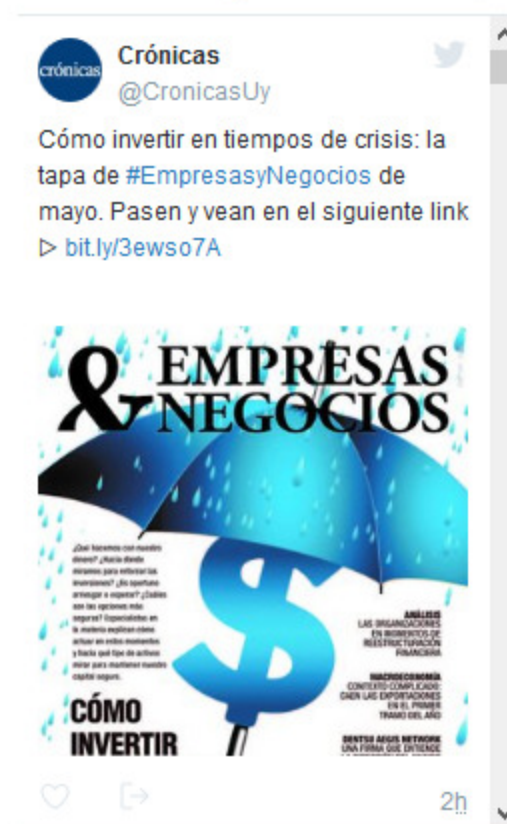 crónicas
Crónicas
@CronicasUy
Cómo invertir en tiempos de crisis: la
tapa de #EmpresasyNegocios de
mayo. Pasen y vean en el siguiente link
▷ bit.ly/3ewso7A
& EMPRESAS
NEGOCIOS
¿Qué hacemos con nuestro
dinero? ¿Hacia dónde
miramos para enfocar las
inversiones? ¿Es oportuno
arriesgar o esperar? ¿Cuáles
son las opciones más
seguras? Especialistas en
la materia explican cómo
actuar en estos momentos
y hacia qué tipo de activos
mirar para mantener nuestro
capital seguro.
CÓMO
INVERTIR
ANÁLISIS
LAS ORGANIZACIONES
EN MOMENTOS DE
REESTRUCTURACIÓN
FINANCIERA
MACROECONOMÍA
CONTEXTO COMPLICADO:
CAEN LAS EXPORTACIONES
EN EL PRIMER
TRAMO DEL AÑO
DENTSU AEGIS NETWORK
UNA FIRMA QUE ENTIENDE
2h